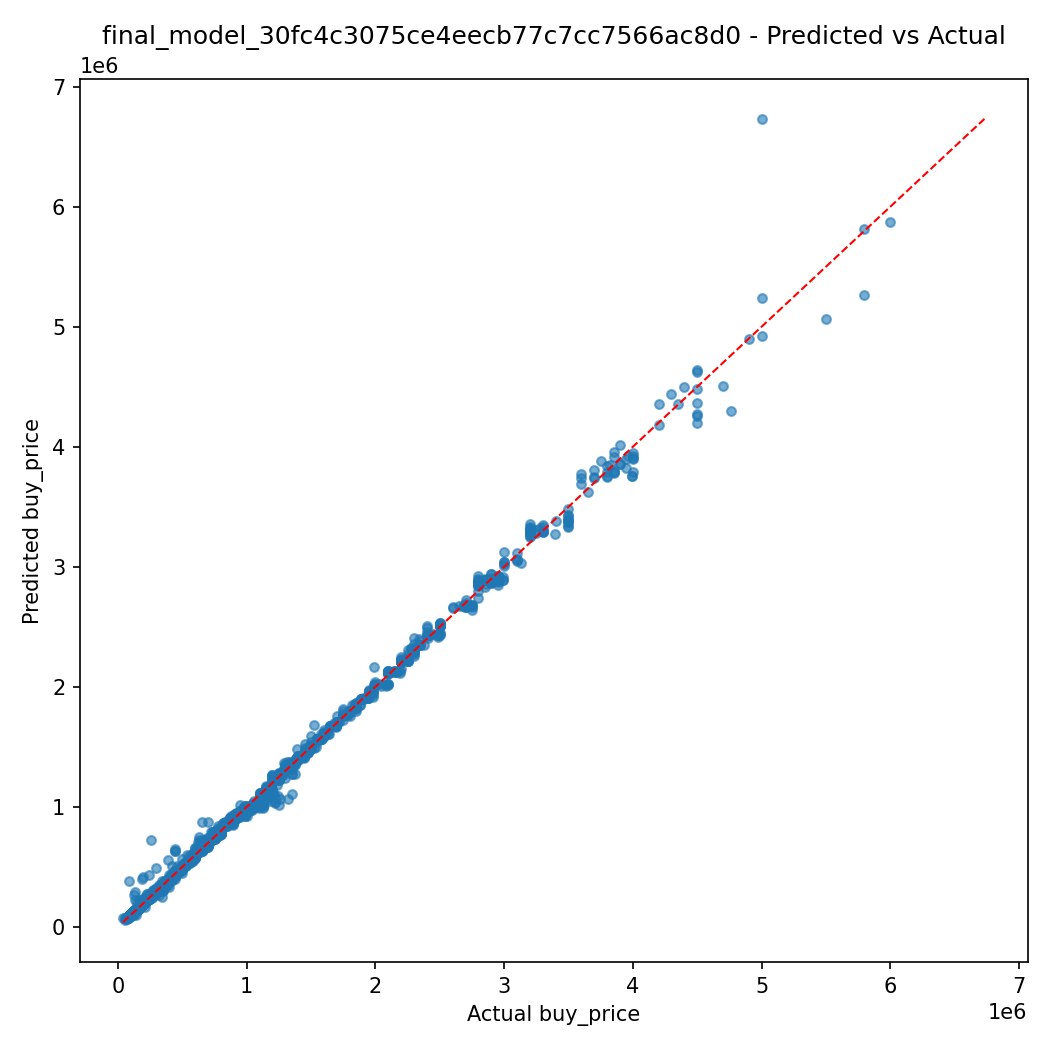 final_model_30fc4c3075ce4eecb77c7cc7566ac8d0 - Predicted vs Actual
1e6
7
6
5
4
3
2
1
0
Predicted buy_price
0 1 2 3 4 5 6 7
Actual buy_price
1e6